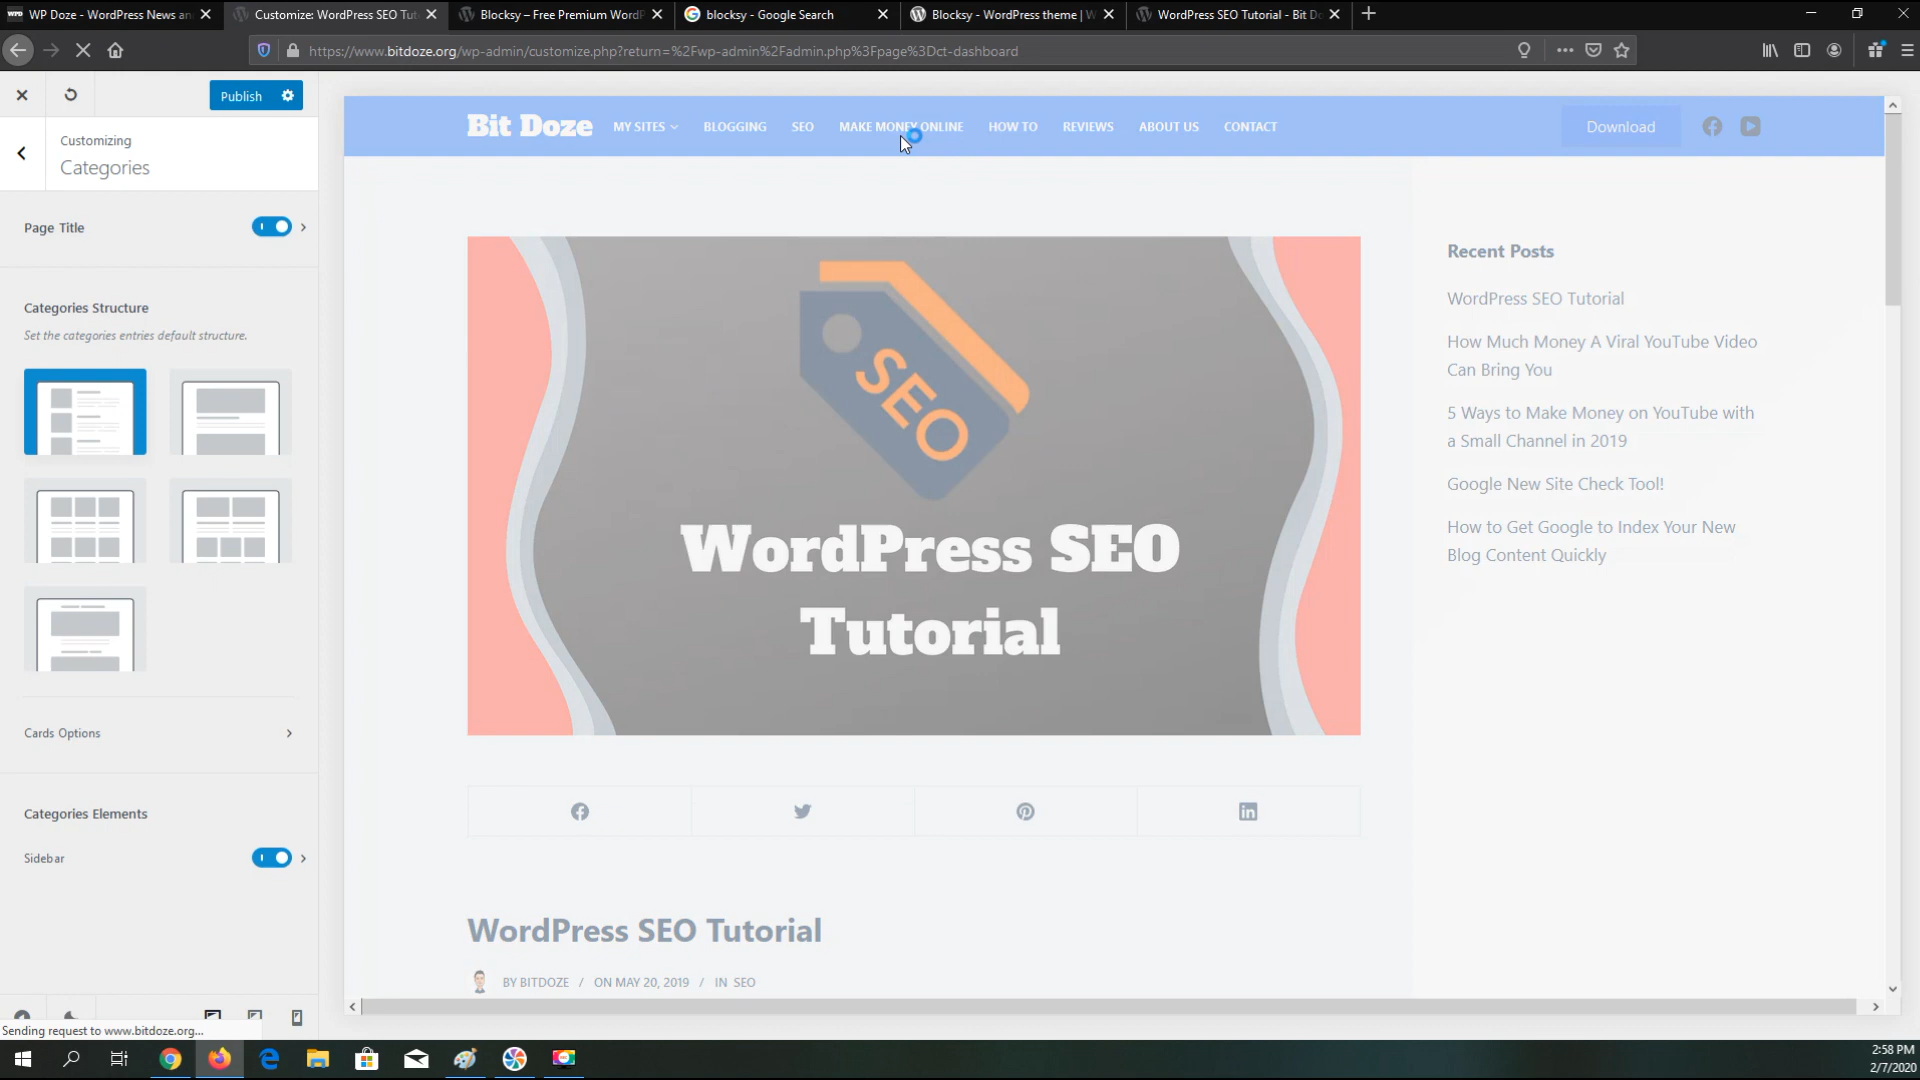 WP Doze - WordPress News an
Customize: WordPress SEO Tut
Blocksy – Free Premium WordP
blocksy - Google Search
Blocksy - WordPress theme | W
WordPress SEO Tutorial - Bit Do
https://www.bitdoze.org/wp-admin/customize.php?return=%2Fwp-admin%2Fadmin.php%3Fpage%3Dct-dashboard
Publish
Customizing
Categories
Page Title
Categories Structure
Set the categories entries default structure.
Cards Options
Categories Elements
Sidebar
Sending request to www.bitdoze.org...
Bit Doze
MY SITES
BLOGGING
SEO
MAKE MONEY ONLINE
HOW TO
REVIEWS
ABOUT US
CONTACT
Download
SEO
WordPress SEO
Tutorial
Recent Posts
WordPress SEO Tutorial
How Much Money A Viral YouTube Video
Can Bring You
5 Ways to Make Money on YouTube with
a Small Channel in 2019
Google New Site Check Tool!
How to Get Google to Index Your New
Blog Content Quickly
WordPress SEO Tutorial
BY BITDOZE / ON MAY 20, 2019 / IN SEO
2:58 PM
2/7/2020